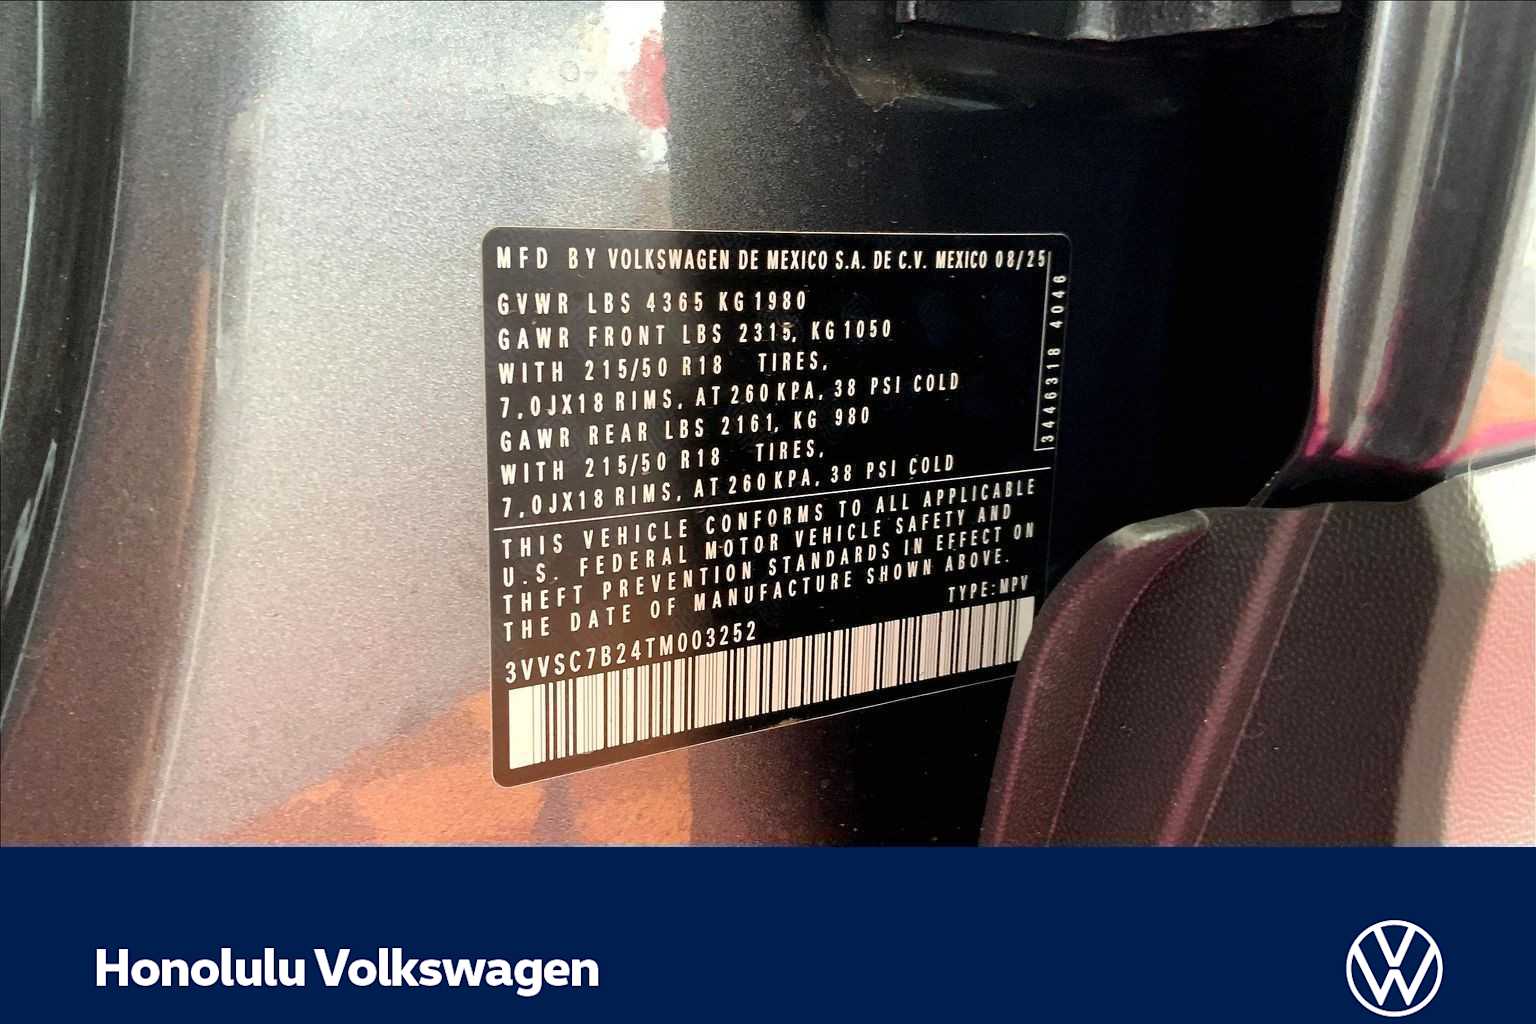 MFD BY VOLKSWAGEN DE MEXICO S.A. DE C.V. MEXICO 08/25
GVWR LBS 4365 KG 1980
GAWR FRONT LBS 2315, KG 1050
WITH 215/50 R18 TIRES,
7,0JX18 RIMS, AT 260 KPA, 38 PSI COLD
GAWR REAR LBS 2161, KG 980
WITH 215/50 R18 TIRES,
7,0JX18 RIMS, AT 260 KPA, 38 PSI COLD
3446318 4046
THIS VEHICLE CONFORMS TO ALL APPLICABLE
U.S. FEDERAL MOTOR VEHICLE SAFETY AND
THEFT PREVENTION STANDARDS IN EFFECT ON
THE DATE OF MANUFACTURE SHOWN ABOVE.
TYPE: MPV
3VVSC7B24TM003252
Honolulu Volkswagen